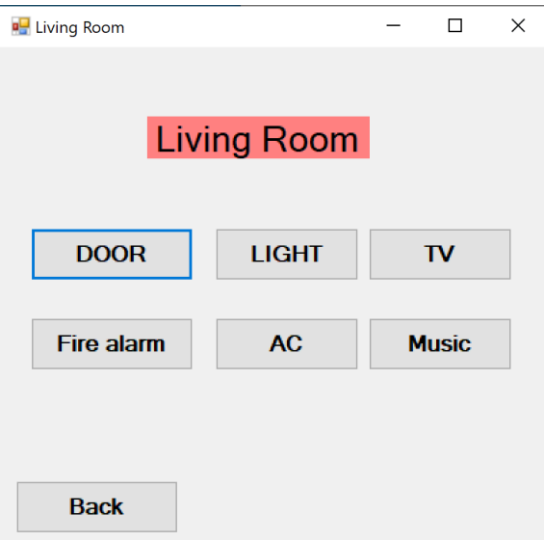 Living Room
Living Room
DOOR LIGHT TV
Fire alarm AC Music
Back